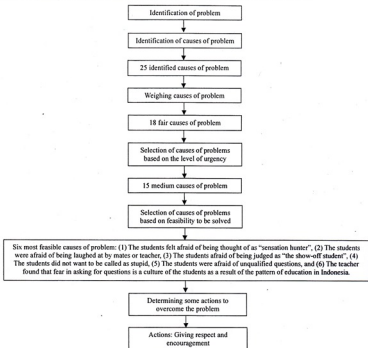 Identification of problem
Identification of causes of problem
25 identified causes of problem
Weighing causes of problem
18 fair causes of problem
Selection of causes of problems
based on the level of urgency
15 medium causes of problem
Selection of causes of problems
based on feasibility to be solved
Six most feasible causes of problem: (1) The students felt afraid of being thought of as “sensation hunter”, (2) The students
were afraid of being laughed at by mates or teacher, (3) The students afraid of being judged as “the show-off student”, (4)
The students did not want to be called as stupid, (5) The students were afraid of unqualified questions, and (6) The teacher
found that fear in asking for questions is a culture of the students as a result of the pattern of education in Indonesia.
Determining some actions to
overcome the problem
Actions: Giving respect and
encouragement